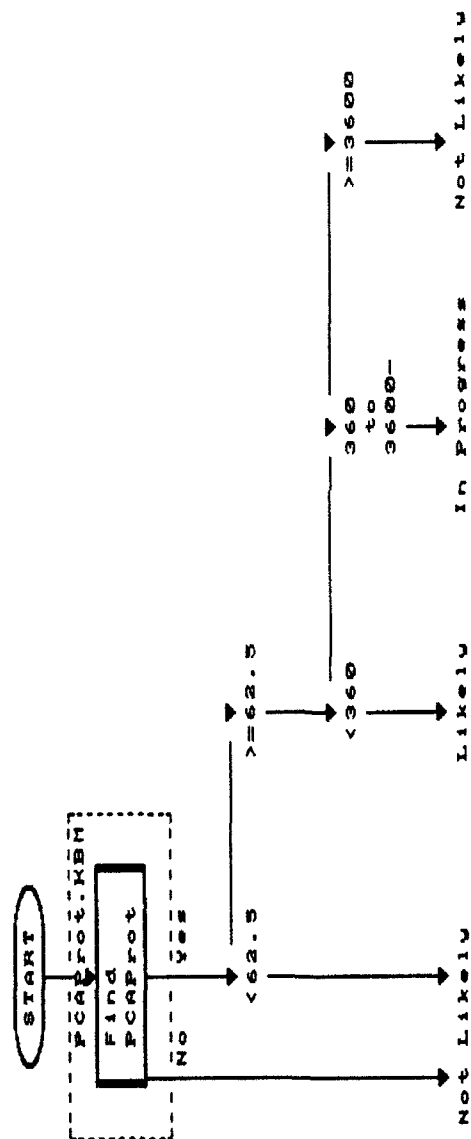 START
PCAProt.KBM
Find
PCAProt
No
yes
<62.5
>=62.5
<360
360
to
3600-
>=3600
Not Likely
Likely
In Progress
Not Likely